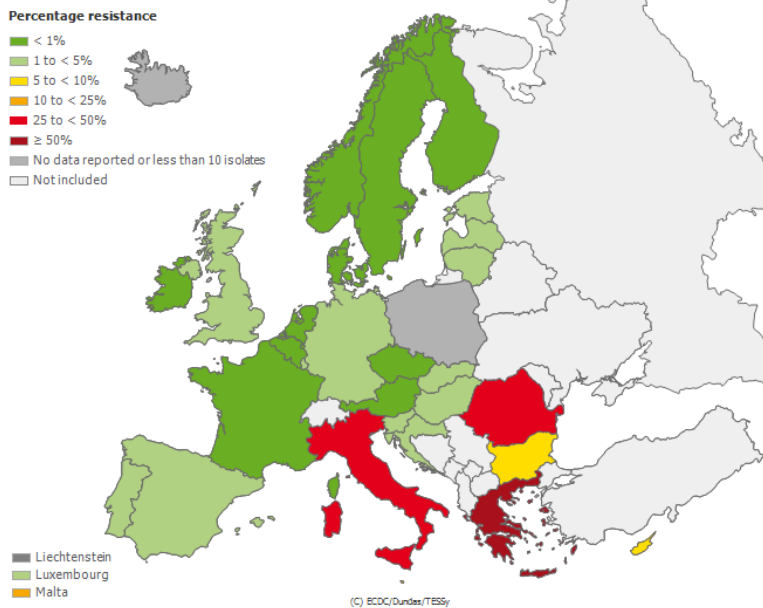 Percentage resistance
< 1%
1 to < 5%
5 to < 10%
10 to < 25%
25 to < 50%
≥ 50%
No data reported or less than 10 isolates
Not included
Liechtenstein
Luxembourg
Malta
(C) ECDC/Dundas/TESSy